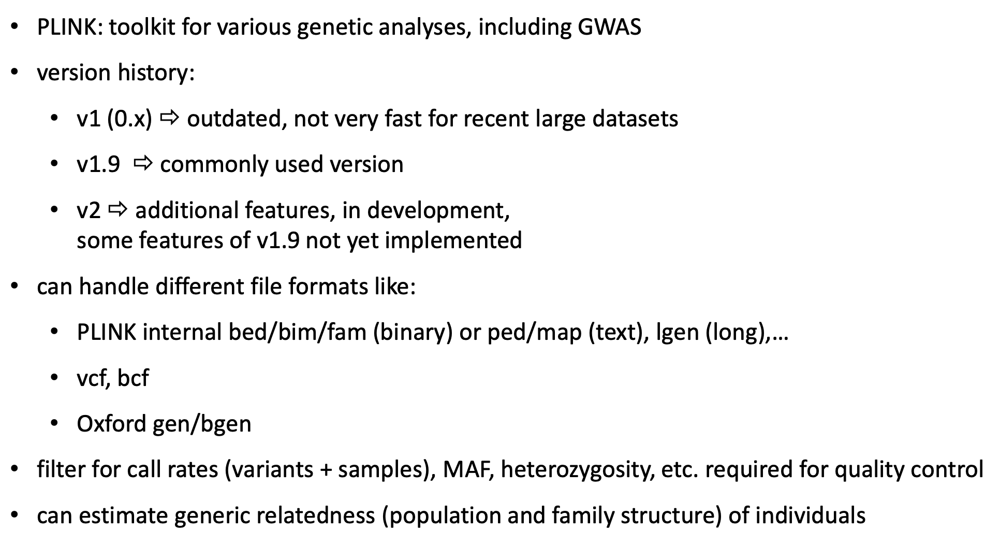 • PLINK: toolkit for various genetic analyses, including GWAS
• version history:
• v1 (0.x) ⇨ outdated, not very fast for recent large datasets
• v1.9 ⇨ commonly used version
• v2 ⇨ additional features, in development,
some features of v1.9 not yet implemented
• can handle different file formats like:
• PLINK internal bed/bim/fam (binary) or ped/map (text), lgen (long),…
• vcf, bcf
• Oxford gen/bgen
• filter for call rates (variants + samples), MAF, heterozygosity, etc. required for quality control
• can estimate generic relatedness (population and family structure) of individuals